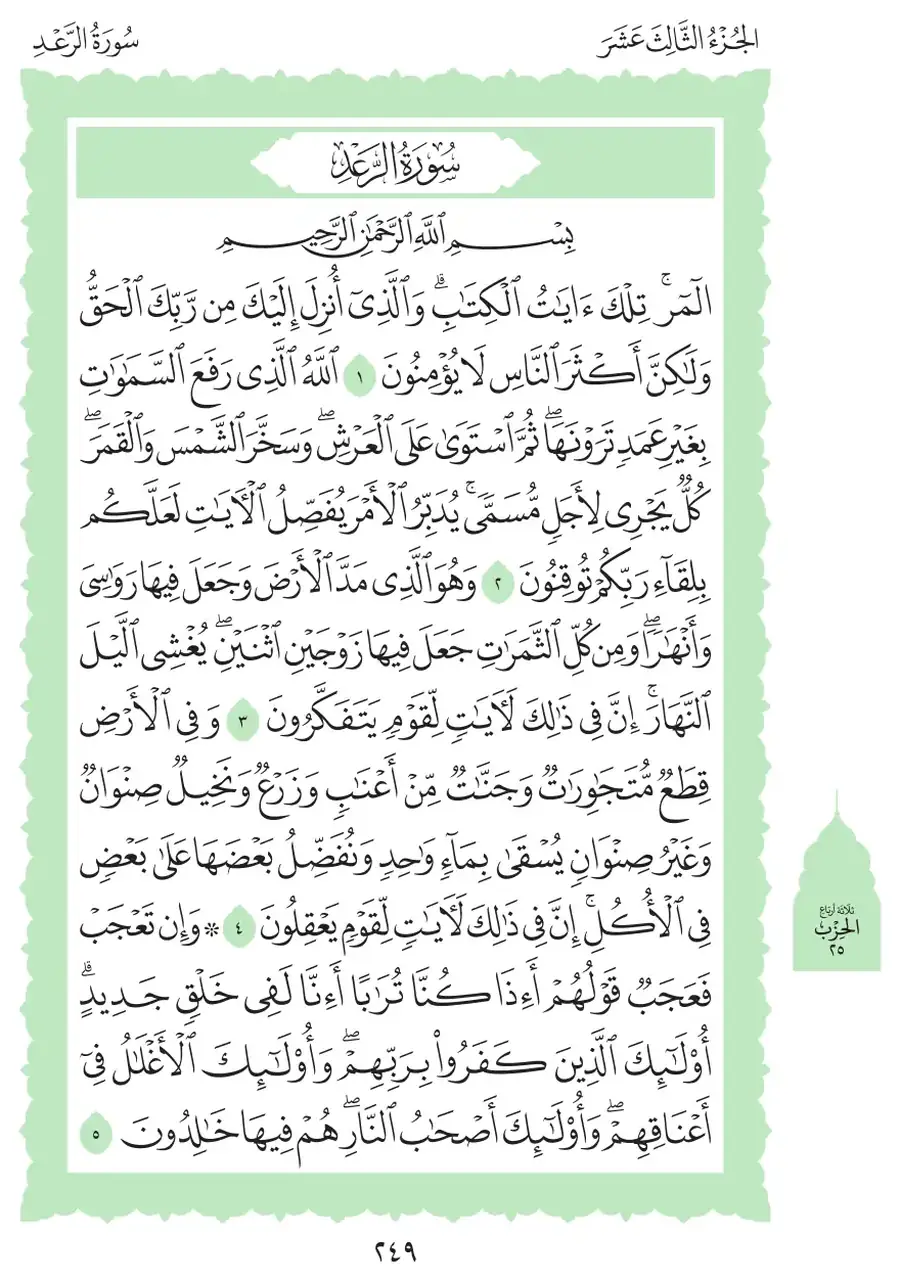 الجُزْءُ الثَّالِثَ عَشَرَ
سُورَةُ الرَّعْدِ
سُورَةُ الرَّعْدِ
بِسْمِ ٱللَّهِ ٱلرَّحْمَٰنِ ٱلرَّحِيمِ
الٓمٓرۚ تِلْكَ ءَايَٰتُ ٱلْكِتَٰبِۗ وَٱلَّذِىٓ أُنزِلَ إِلَيْكَ مِن رَّبِّكَ ٱلْحَقُّ
وَلَٰكِنَّ أَكْثَرَ ٱلنَّاسِ لَا يُؤْمِنُونَ ١ ٱللَّهُ ٱلَّذِى رَفَعَ ٱلسَّمَٰوَٰتِ
بِغَيْرِ عَمَدٍ تَرَوْنَهَاۖ ثُمَّ ٱسْتَوَىٰ عَلَى ٱلْعَرْشِۖ وَسَخَّرَ ٱلشَّمْسَ وَٱلْقَمَرَۖ
كُلٌّ يَجْرِى لِأَجَلٍ مُّسَمًّىۚ يُدَبِّرُ ٱلْأَمْرَ يُفَصِّلُ ٱلْءَايَٰتِ لَعَلَّكُم
بِلِقَآءِ رَبِّكُمْ تُوقِنُونَ ٢ وَهُوَ ٱلَّذِى مَدَّ ٱلْأَرْضَ وَجَعَلَ فِيهَا رَوَٰسِىَ
وَأَنْهَٰرًاۖ وَمِن كُلِّ ٱلثَّمَرَٰتِ جَعَلَ فِيهَا زَوْجَيْنِ ٱثْنَيْنِۖ يُغْشِى ٱلَّيْلَ
ٱلنَّهَارَۚ إِنَّ فِى ذَٰلِكَ لَءَايَٰتٍ لِّقَوْمٍ يَتَفَكَّرُونَ ٣ وَفِى ٱلْأَرْضِ
قِطَعٌ مُّتَجَٰوِرَٰتٌ وَجَنَّٰتٌ مِّنْ أَعْنَٰبٍ وَزَرْعٌ وَنَخِيلٌ صِنْوَانٌ
وَغَيْرُ صِنْوَانٍ يُسْقَىٰ بِمَآءٍ وَٰحِدٍ وَنُفَضِّلُ بَعْضَهَا عَلَىٰ بَعْضٍ
فِى ٱلْأُكُلِۚ إِنَّ فِى ذَٰلِكَ لَءَايَٰتٍ لِّقَوْمٍ يَعْقِلُونَ ٤ * وَإِن تَعْجَبْ
فَعَجَبٌ قَوْلُهُمْ أَءِذَا كُنَّا تُرَٰبًا أَءِنَّا لَفِى خَلْقٍ جَدِيدٍۗ
أُو۟لَٰٓئِكَ ٱلَّذِينَ كَفَرُوا۟ بِرَبِّهِمْۖ وَأُو۟لَٰٓئِكَ ٱلْأَغْلَٰلُ فِىٓ
أَعْنَاقِهِمْۖ وَأُو۟لَٰٓئِكَ أَصْحَٰبُ ٱلنَّارِۖ هُمْ فِيهَا خَٰلِدُونَ ٥
ثَلَاثَة أَرْبَاع
الحِزْب
٢٥
٢٤٩